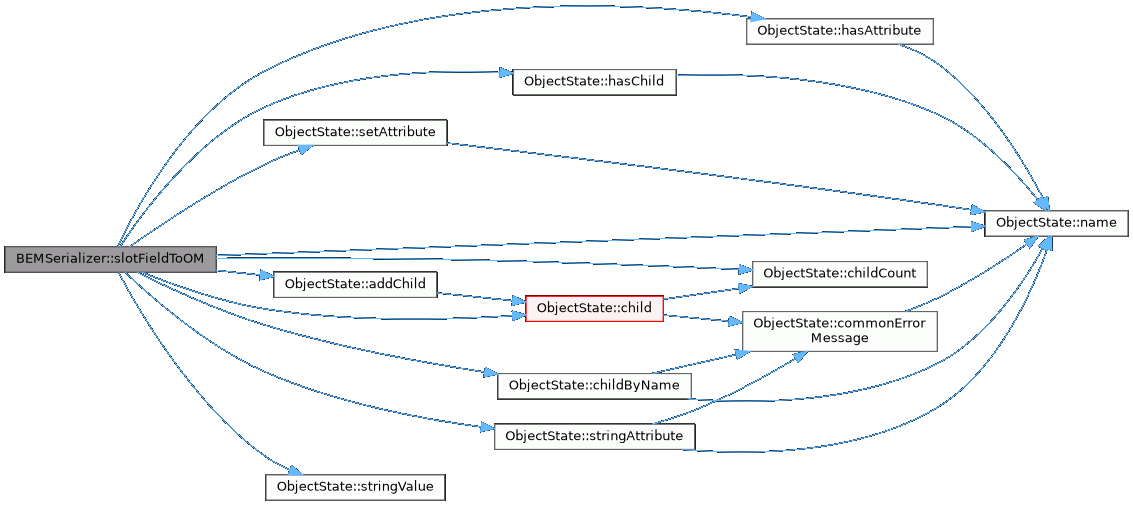 ObjectState::hasAttribute
ObjectState::hasChild
ObjectState::setAttribute
ObjectState::name
BEMSerializer::slotFieldToOM
ObjectState::childCount
ObjectState::addChild
ObjectState::child
ObjectState::commonError
Message
ObjectState::childByName
ObjectState::stringAttribute
ObjectState::stringValue